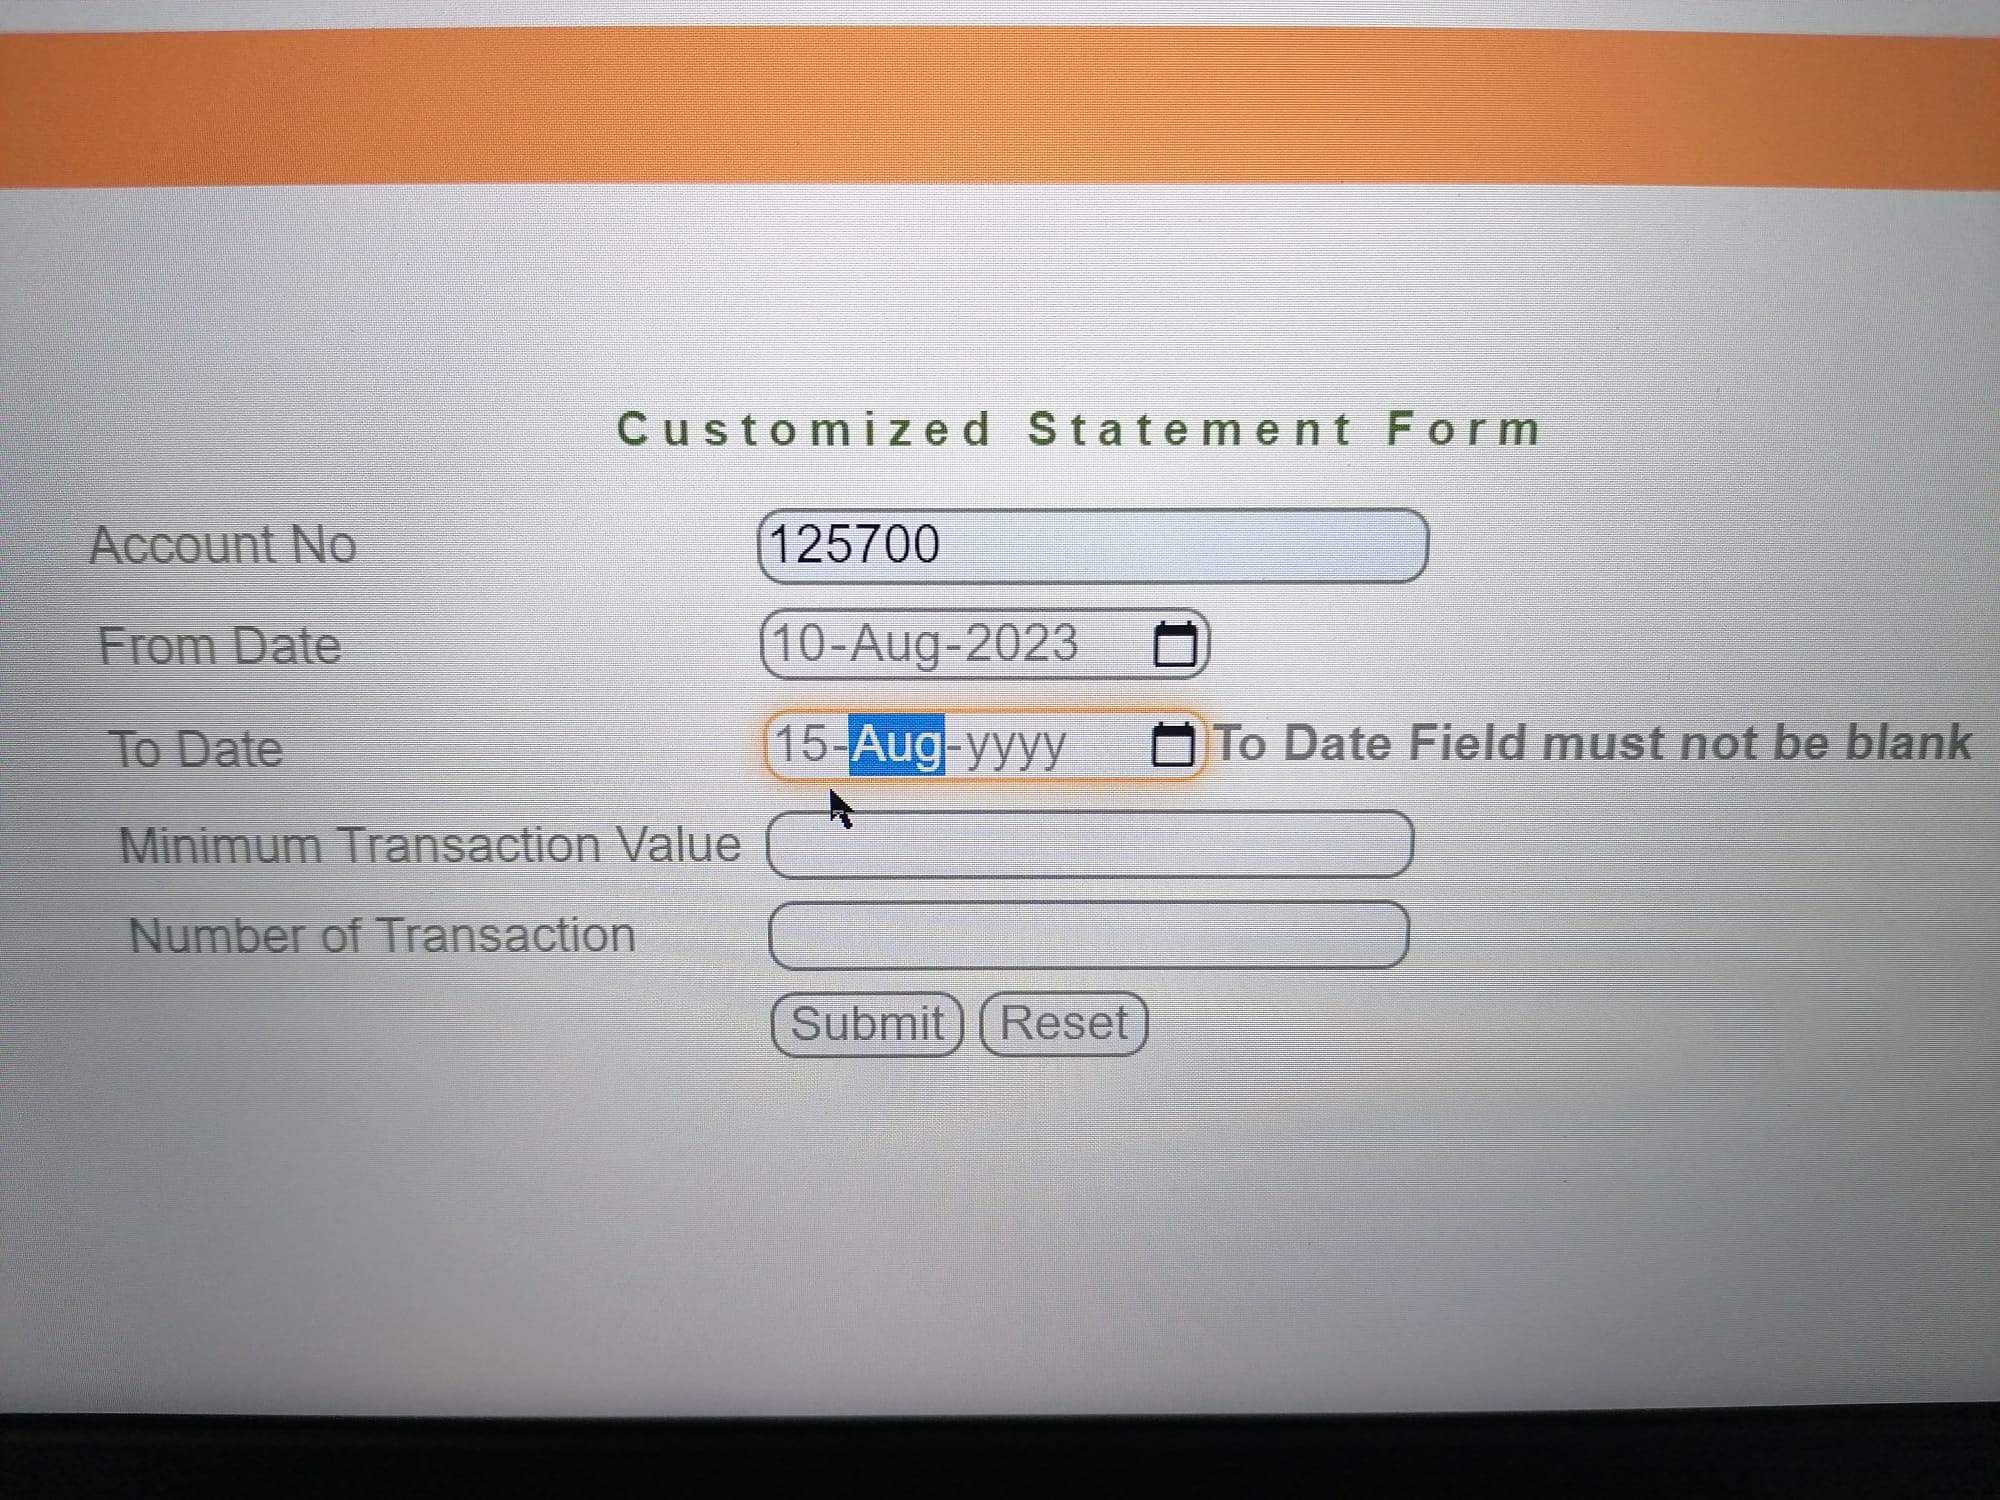 Customized Statement Form
Account No 125700
From Date 10-Aug-2023
To Date 15-Aug-yyyy To Date Field must not be blank
Minimum Transaction Value
Number of Transaction
Submit Reset